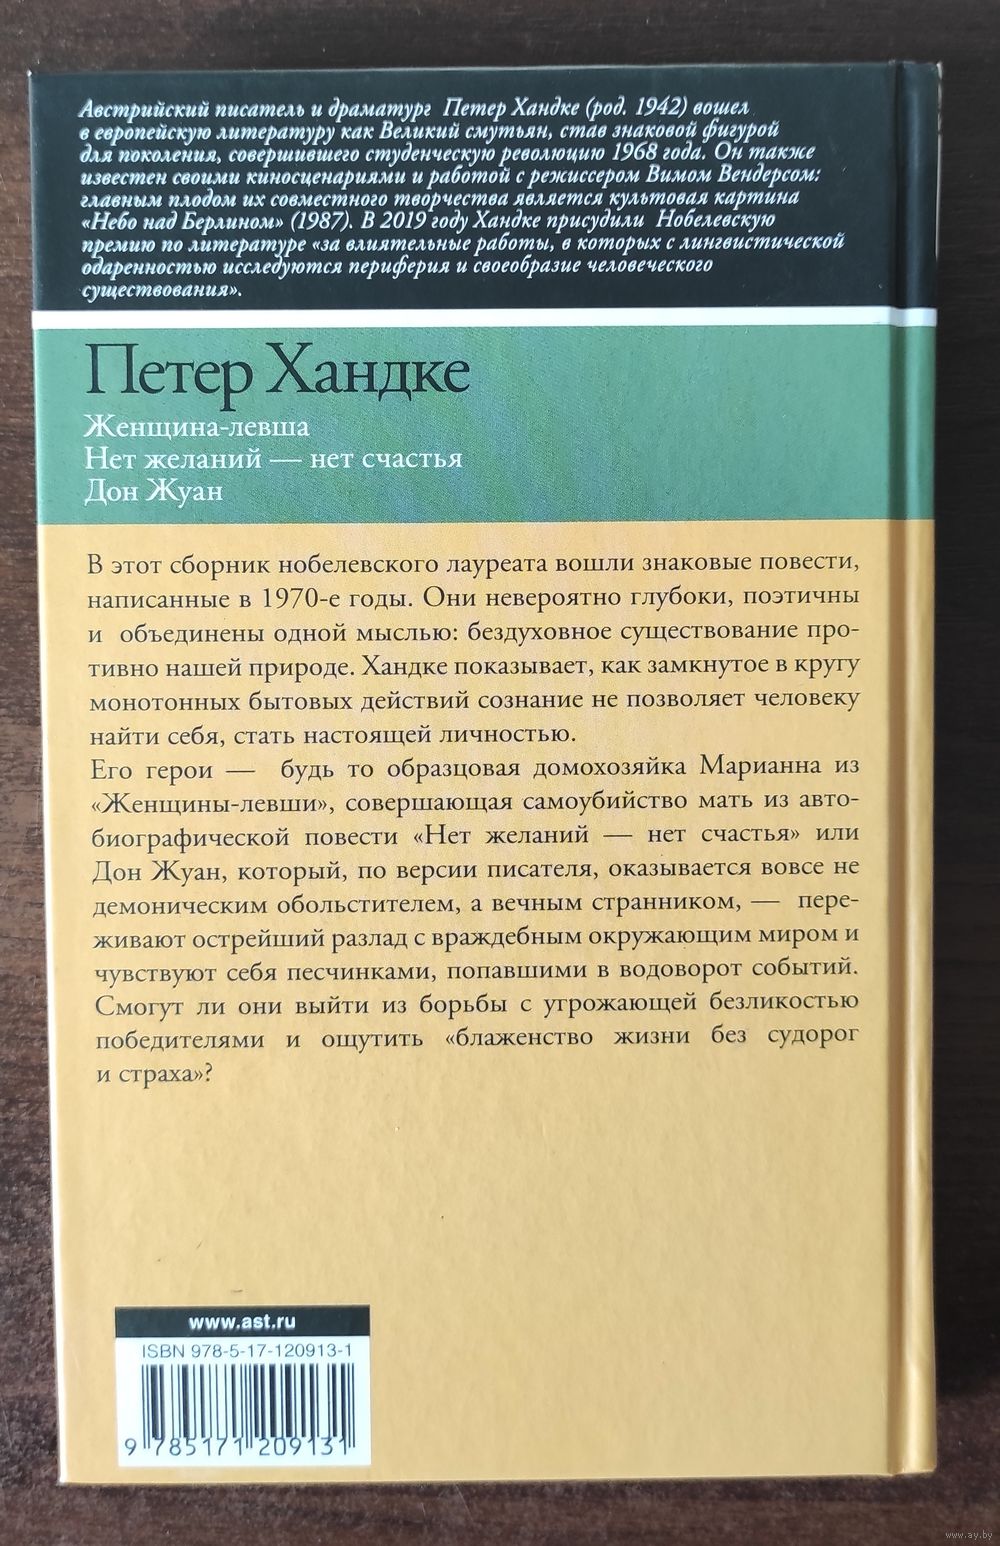 Австрийский писатель и драматург Петер Хандке (род. 1942) вошел
в европейскую литературу как Великий смутьян, став знаковой фигурой
для поколения, совершившего студенческую революцию 1968 года. Он также
известен своими киносценариями и работой с режиссером Вимом Вендерсом:
главным плодом их совместного творчества является культовая картина
«Небо над Берлином» (1987). В 2019 году Хандке присудили Нобелевскую
премию по литературе «за влиятельные работы, в которых с лингвистической
одаренностью исследуются периферия и своеобразие человеческого
существования».
Петер Хандке
Женщина-левша
Нет желаний — нет счастья
Дон Жуан
В этот сборник нобелевского лауреата вошли знаковые повести,
написанные в 1970-е годы. Они невероятно глубоки, поэтичны
и объединены одной мыслью: бездуховное существование про-
тивно нашей природе. Хандке показывает, как замкнутое в кругу
монотонных бытовых действий сознание не позволяет человеку
найти себя, стать настоящей личностью.
Его герои — будь то образцовая домохозяйка Марианна из
«Женщины-левши», совершающая самоубийство мать из авто-
биографической повести «Нет желаний — нет счастья» или
Дон Жуан, который, по версии писателя, оказывается вовсе не
демоническим обольстителем, а вечным странником, — пере-
живают острейший разлад с враждебным окружающим миром и
чувствуют себя песчинками, попавшими в водоворот событий.
Смогут ли они выйти из борьбы с угрожающей безликостью
победителями и ощутить «блаженство жизни без судорог
и страха»?
www.ast.ru
ISBN 978-5-17-120913-1
9 785171 209131
www.ay.by